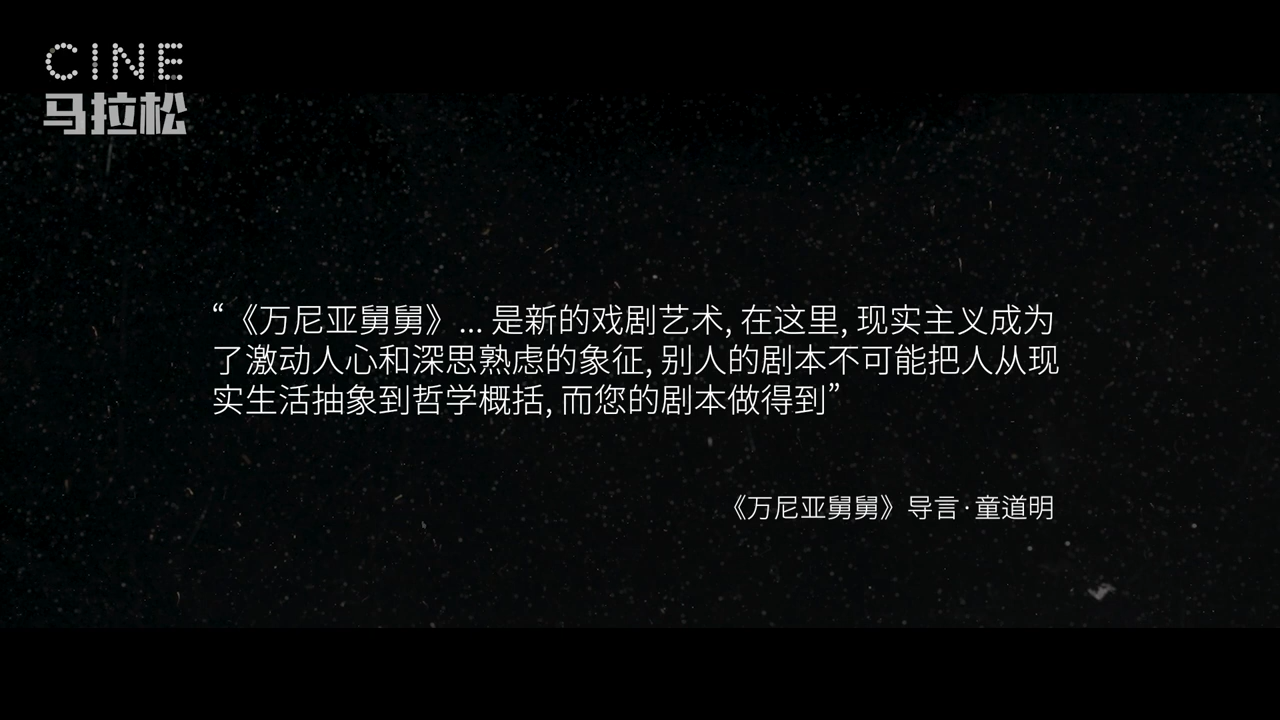 CINE
马拉松
“《万尼亚舅舅》... 是新的戏剧艺术, 在这里, 现实主义成为
了激动人心和深思熟虑的象征, 别人的剧本不可能把人从现
实生活抽象到哲学概括, 而您的剧本做得到”
《万尼亚舅舅》导言·童道明